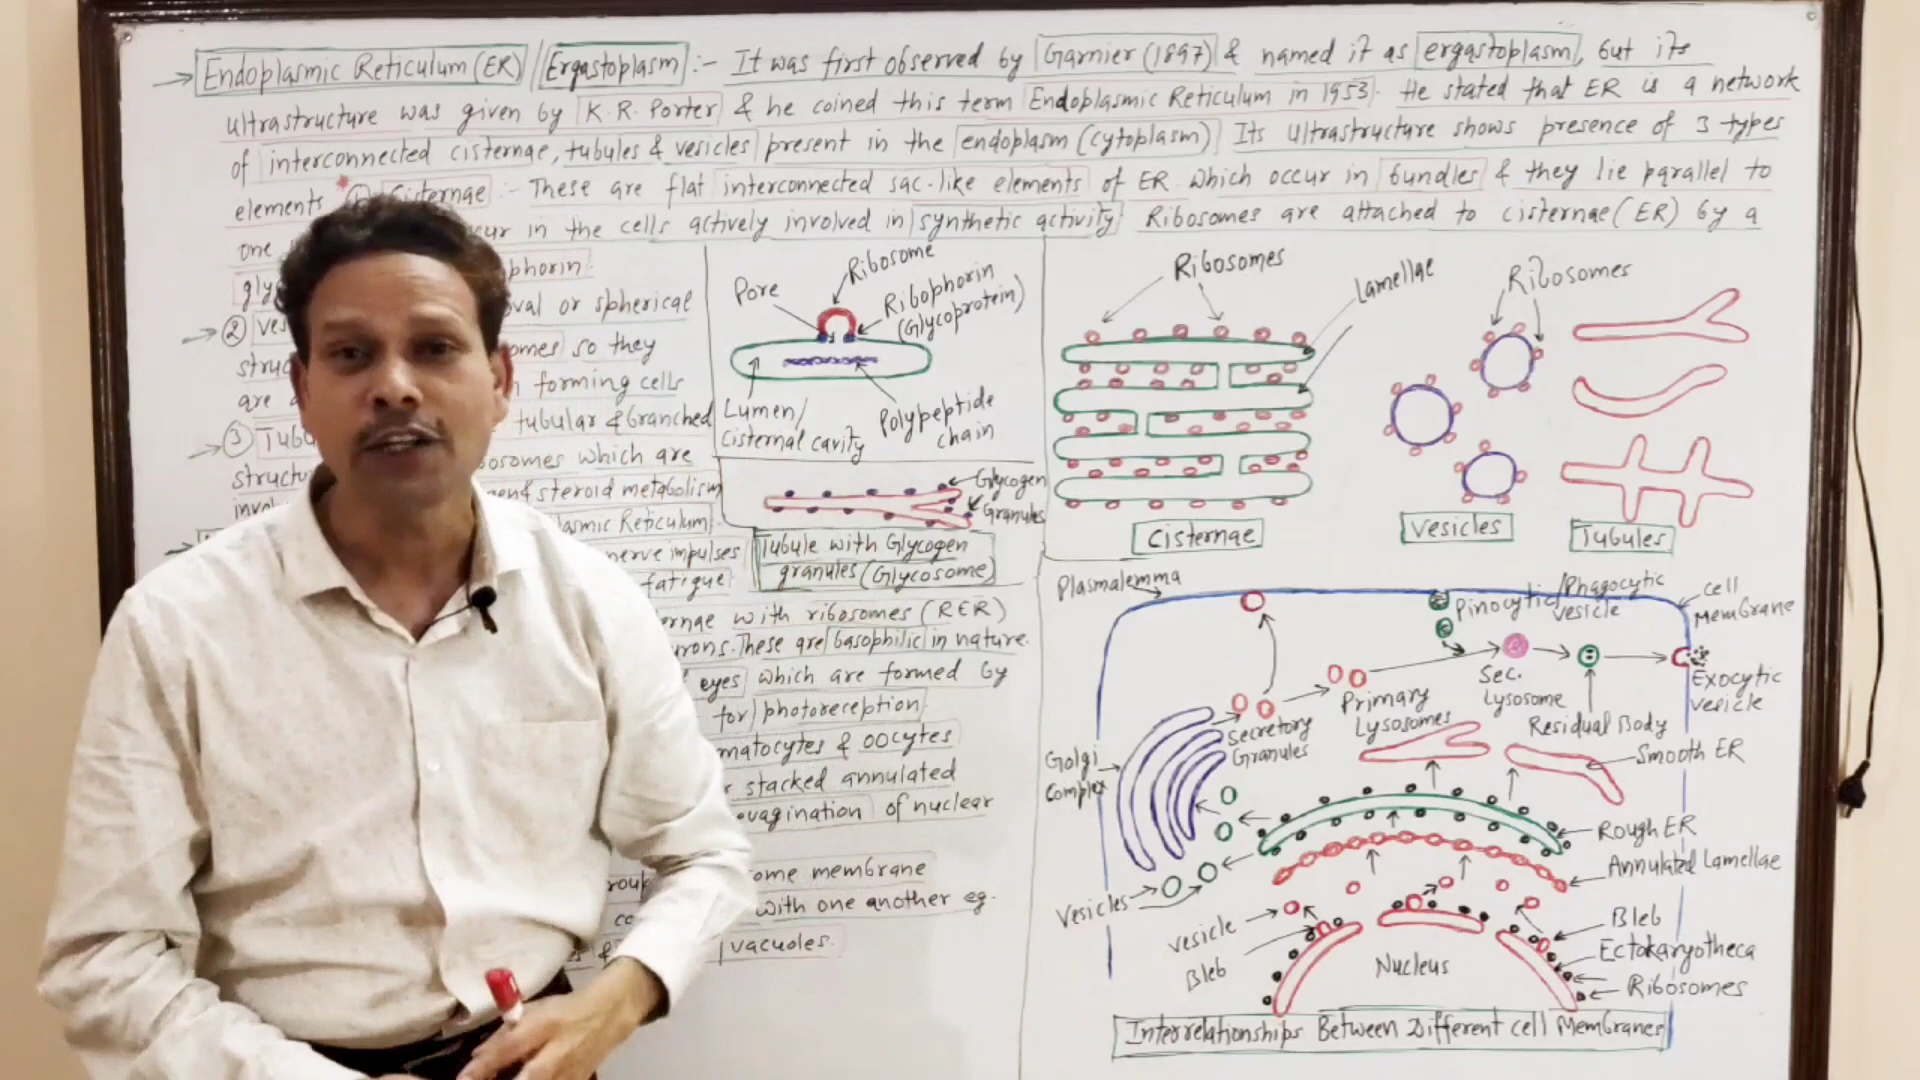 Endoplasmic Reticulum (ER) / Ergastoplasm :- It was first observed by Garnier (1897) & named it as ergastoplasm, but its
ultrastructure was given by K.R. Porter & he coined this term Endoplasmic Reticulum in 1953. He stated that ER is a network
of interconnected cisternae, tubules & vesicles present in the endoplasm (cytoplasm) Its ultrastructure shows presence of 3 types
elements ① Cisternae :- These are flat interconnected sac-like elements of ER which occur in bundles & they lie parallel to
one in the cells actively involved in synthetic activity Ribosomes are attached to cisternae (ER) by a
② oval or spherical
so they
are forming cells
③ tubular & branched
which are
& steroid metabolism
Reticulum
nerve impulses
fatigue
with ribosomes (RER)
These are basophilic in nature.
eyes which are formed by
for photoreception
& oocytes
stacked annulated
of nuclear
membrane
with one another eg.
& vacuoles.
Ribosome
Pore
Ribophorin
(Glycoprotein)
Lumen/
Cisternal cavity
Polypeptide
chain
Glycogen
Granules
Tubule with Glycogen
granules (Glycosome)
Ribosomes
Lamellae
Ribosomes
Cisternae
Vesicles
Tubules
Plasmalemma
Pinocytic/Phagocytic
vesicle
cell
Membrane
Sec.
Lysosome
Exocytic
vesicle
Primary
Lysosomes
Residual Body
Secretory
Granules
Smooth ER
Golgi
Complex
Rough ER
Annulated Lamellae
Vesicles
vesicle
Bleb
Nucleus
Bleb
Ectokaryotheca
Ribosomes
Interrelationships Between Different cell Membranes